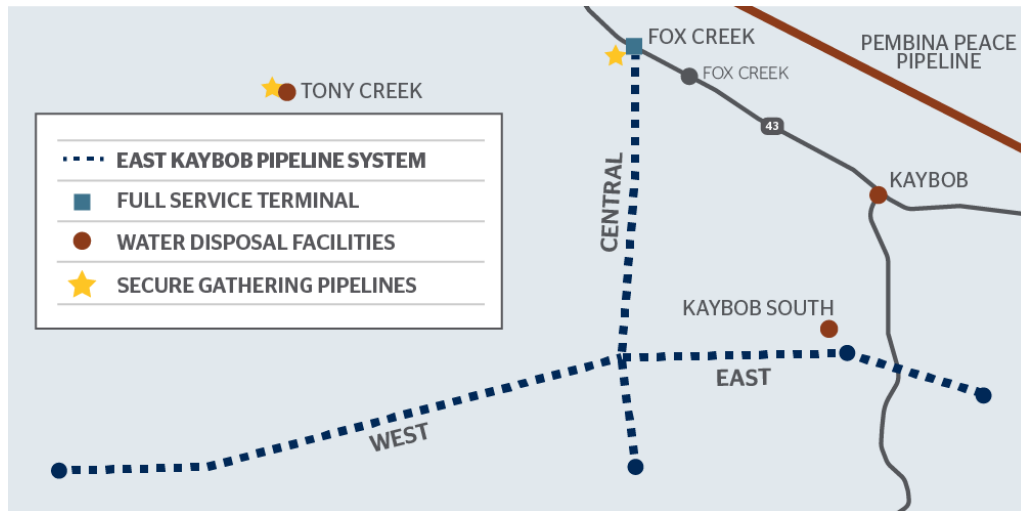 FOX CREEK
PEMBINA PEACE
PIPELINE
FOX CREEK
TONY CREEK
43
EAST KAYBOB PIPELINE SYSTEM
FULL SERVICE TERMINAL
WATER DISPOSAL FACILITIES
SECURE GATHERING PIPELINES
CENTRAL
KAYBOB
KAYBOB SOUTH
EAST
WEST